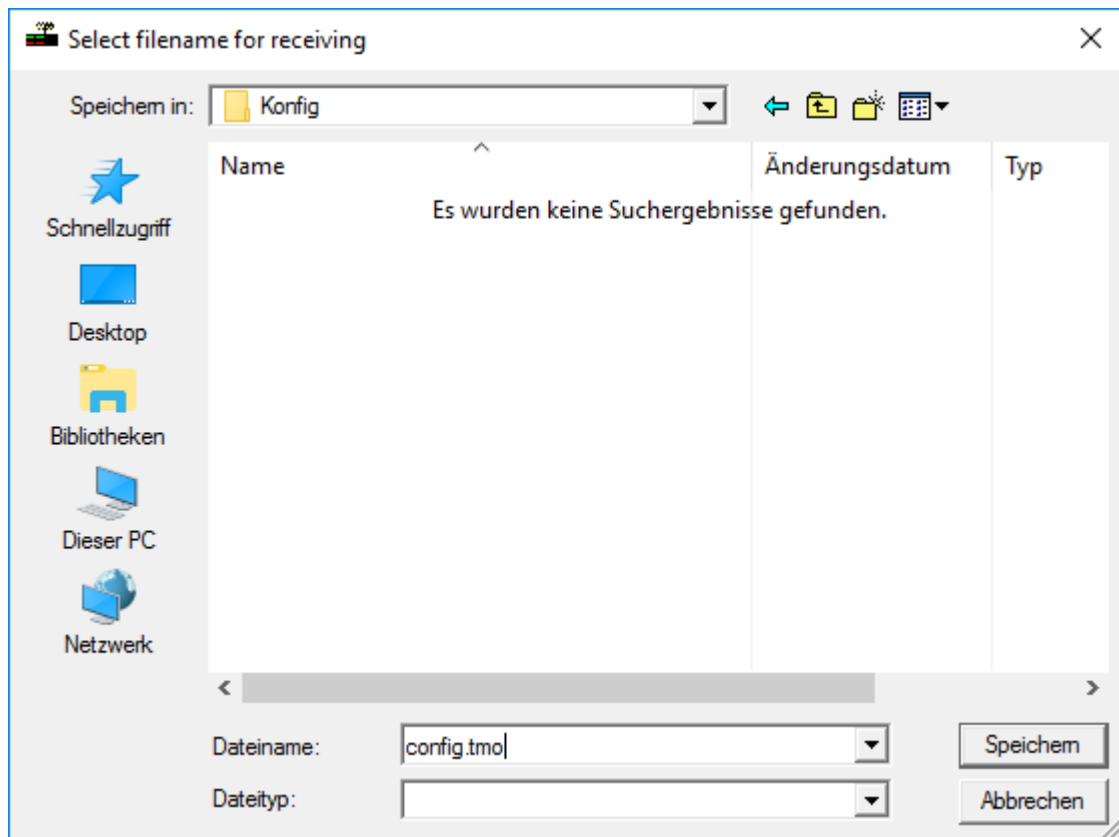 Select filename for receiving
Speichern in: Konfig
Name Änderungsdatum Typ
Es wurden keine Suchergebnisse gefunden.
Schnellzugriff
Desktop
Bibliotheken
Dieser PC
Netzwerk
Dateiname: config.tmo Speichern
Dateityp: Abbrechen